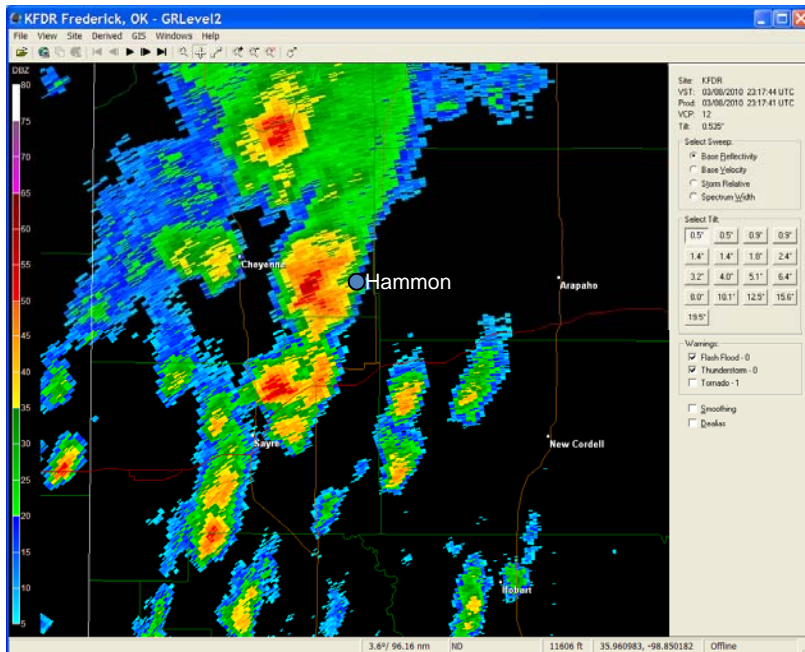 KFDR Frederick, OK - GRLevel2
File View Site Derived GIS Windows Help
DBZ
80
75
70
65
60
55
50
45
40
35
30
25
20
15
10
5
Cheyenne
Hammon
Arapaho
Sayre
New Cordell
Hobart
Site: KFDR
VST: 03/08/2010 23:17:44 UTC
Prod: 03/08/2010 23:17:41 UTC
VCP: 12
Tilt: 0.535°
Select Sweep:
Base Reflectivity
Base Velocity
Storm Relative
Spectrum Width
Select Tilt:
0.5° 0.5° 0.9° 0.9°
1.4° 1.4° 1.8° 2.4°
3.2° 4.0° 5.1° 6.4°
8.0° 10.1° 12.5° 15.6°
19.5°
Warnings:
Flash Flood - 0
Thunderstorm - 0
Tornado - 1
Smoothing
Dealias
3.6°/ 96.16 nm ND 11606 ft 35.960983, -98.850182 Offline